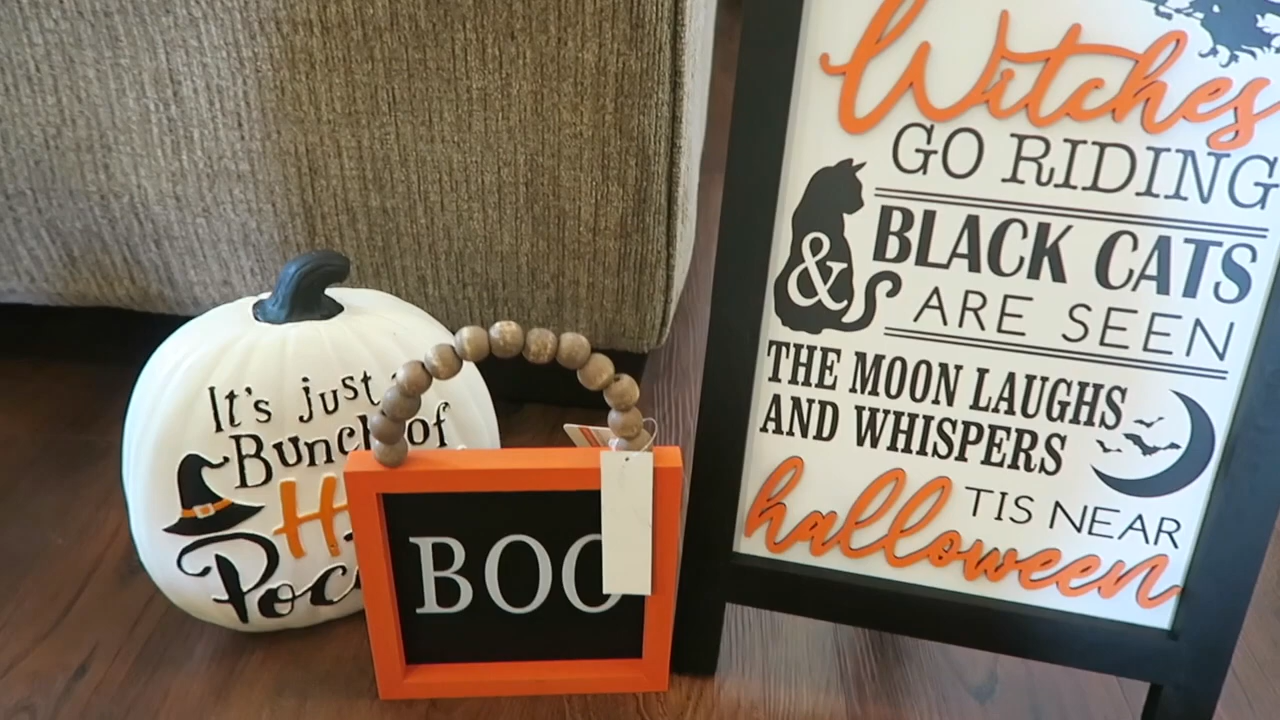 It's just
Bunch of
H
Poc
BOO
Witches
GO RIDING
& BLACK CATS
ARE SEEN
THE MOON LAUGHS
AND WHISPERS
TIS NEAR
halloween